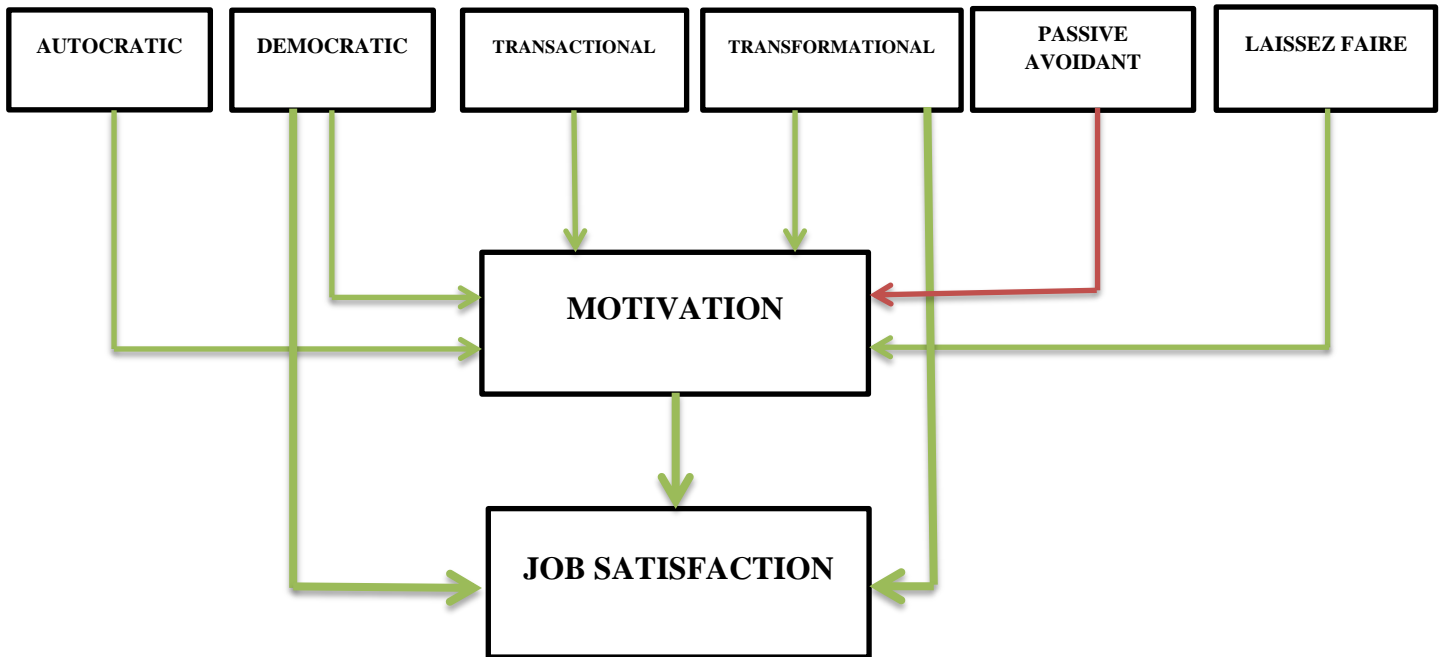 AUTOCRATIC
DEMOCRATIC
TRANSACTIONAL
TRANSFORMATIONAL
PASSIVE
AVOIDANT
LAISSEZ FAIRE
MOTIVATION
JOB SATISFACTION